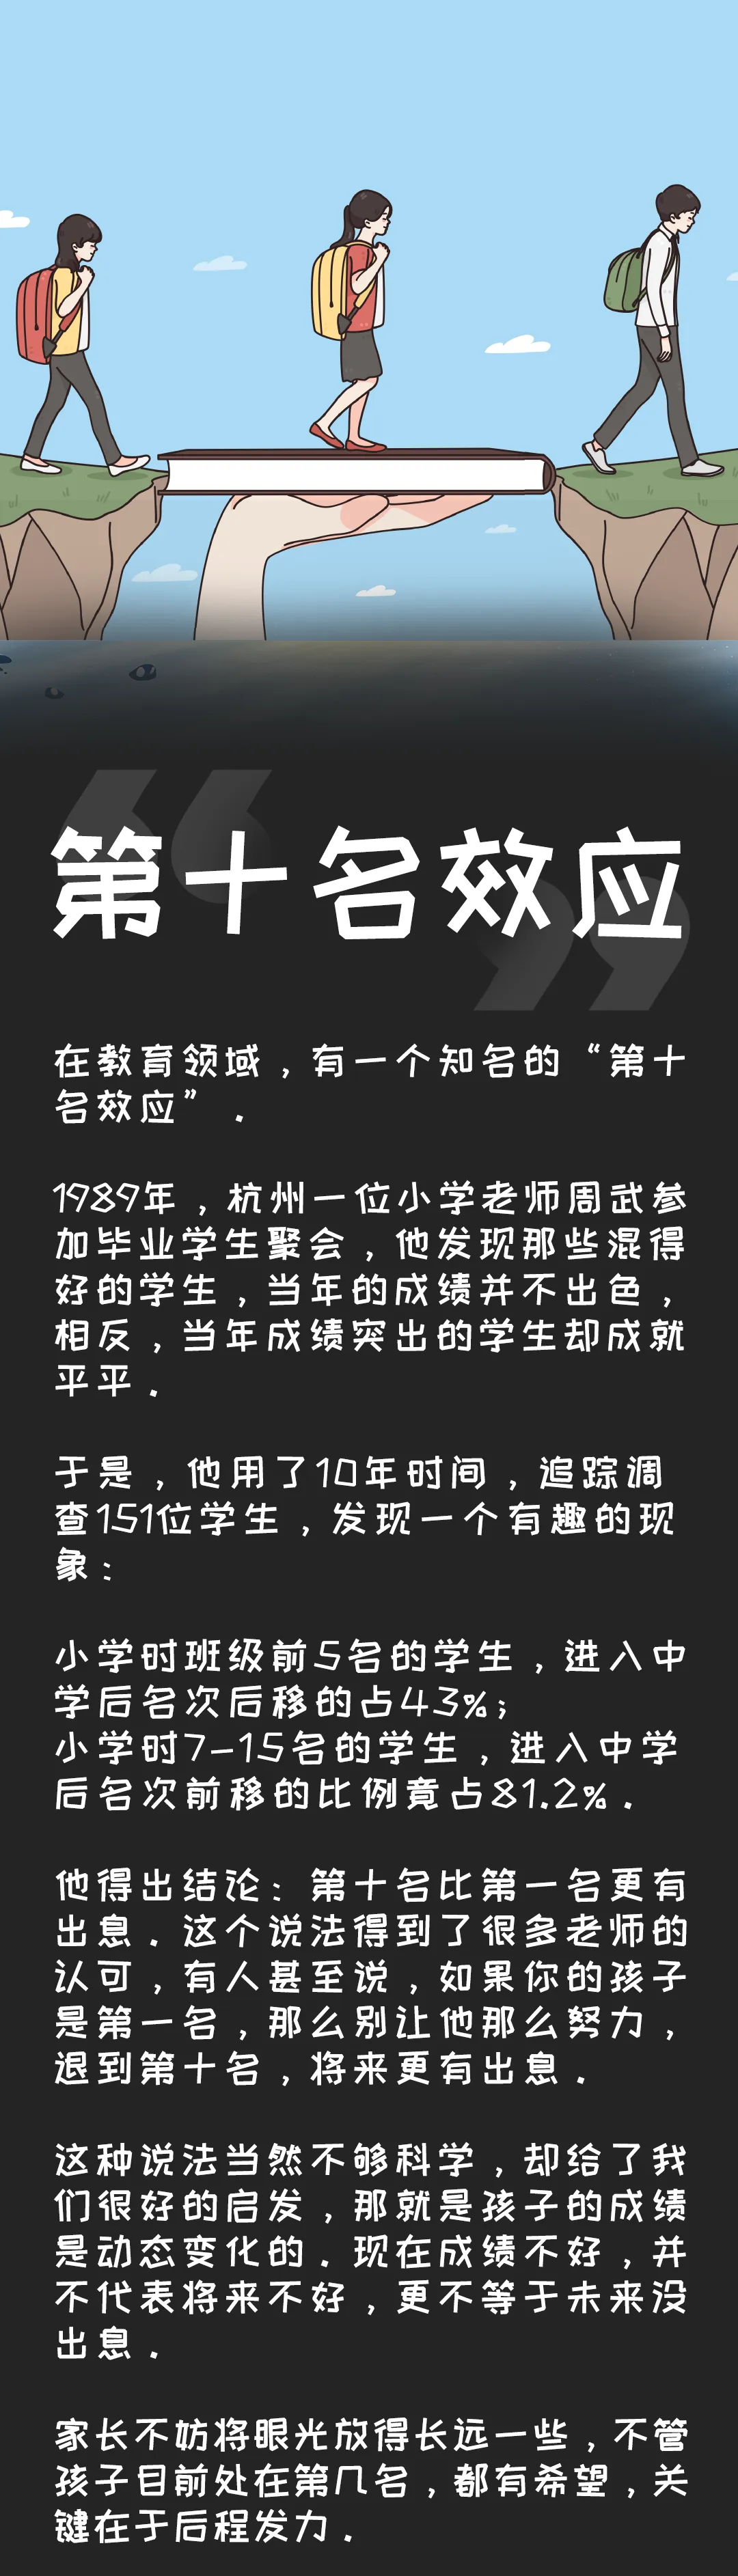 第十名效应
在教育领域，有一个知名的“第十
名效应”．
1989年，杭州一位小学老师周武参
加毕业学生聚会，他发现那些混得
好的学生，当年的成绩并不出色，
相反，当年成绩突出的学生却成就
平平．
于是，他用了10年时间，追踪调
查151位学生，发现一个有趣的现
象：
小学时班级前5名的学生，进入中
学后名次后移的占43%；
小学时7-15名的学生，进入中学
后名次前移的比例竟占81.2%．
他得出结论：第十名比第一名更有
出息．这个说法得到了很多老师的
认可，有人甚至说，如果你的孩子
是第一名，那么别让他那么努力，
退到第十名，将来更有出息．
这种说法当然不够科学，却给了我
们很好的启发，那就是孩子的成绩
是动态变化的．现在成绩不好，并
不代表将来不好，更不等于未来没
出息．
家长不妨将眼光放得长远一些，不管
孩子目前处在第几名，都有希望，关
键在于后程发力．